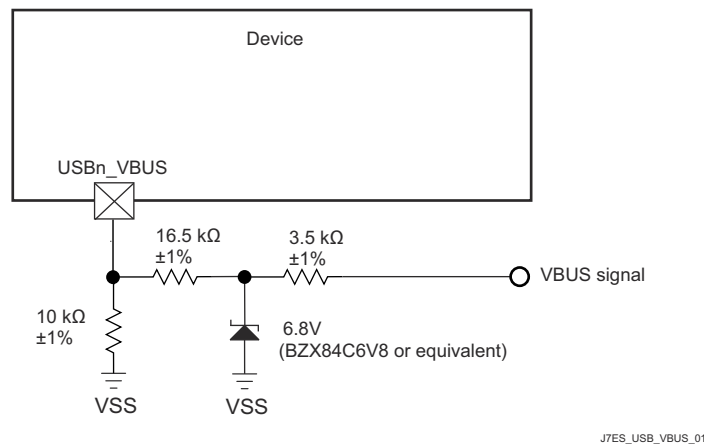 Device
USBn_VBUS
16.5 kΩ
±1%
3.5 kΩ
±1%
VBUS signal
10 kΩ
±1%
6.8V
(BZX84C6V8 or equivalent)
VSS
VSS
J7ES_USB_VBUS_01